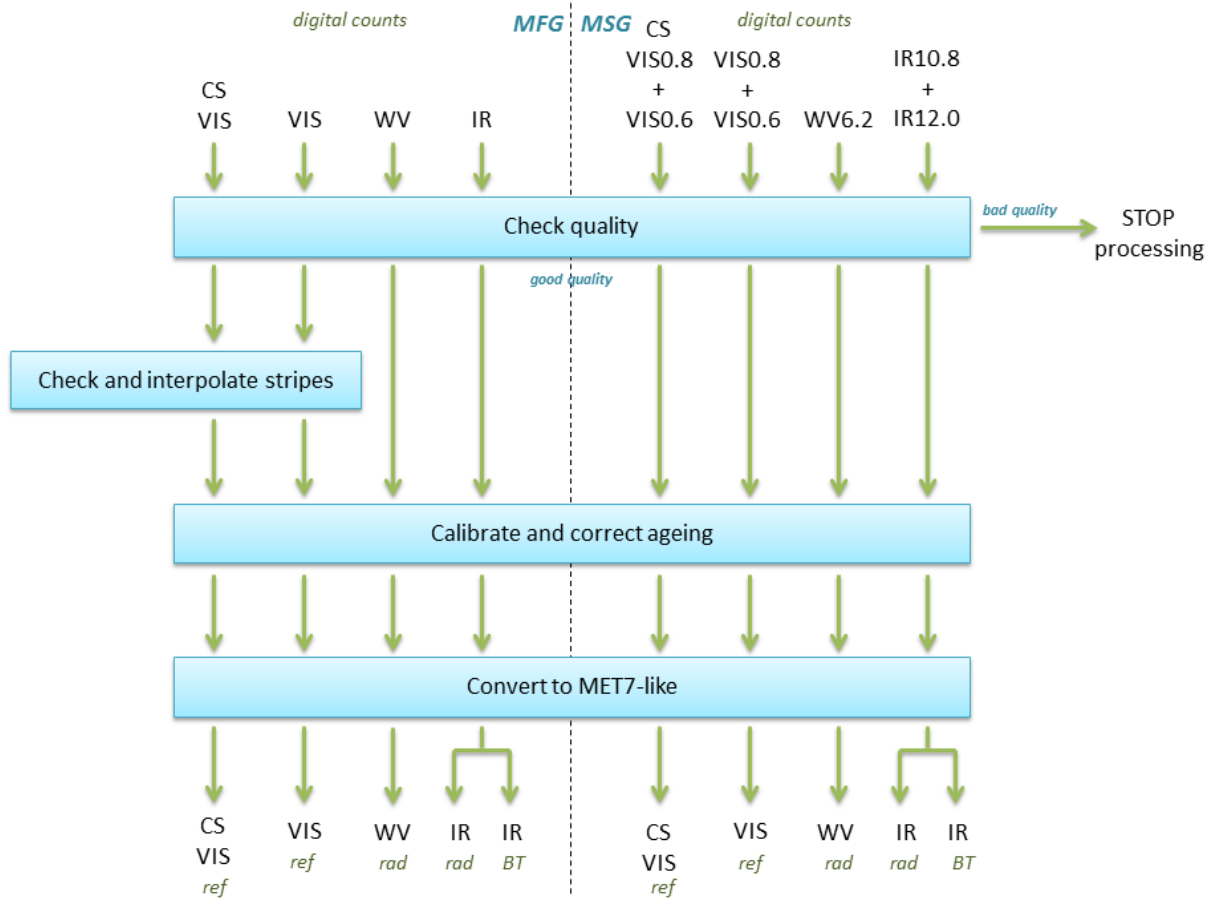 digital counts
MFG
MSG
digital counts
CS
VIS
VIS
WV
IR
CS
VIS0.8
+
VIS0.6
VIS0.8
+
VIS0.6
WV6.2
IR10.8
+
IR12.0
Check quality
bad quality
STOP
processing
good quality
Check and interpolate stripes
Calibrate and correct ageing
Convert to MET7-like
CS
VIS
ref
VIS
ref
WV
rad
IR
rad
IR
BT
CS
VIS
ref
VIS
ref
WV
rad
IR
rad
IR
BT